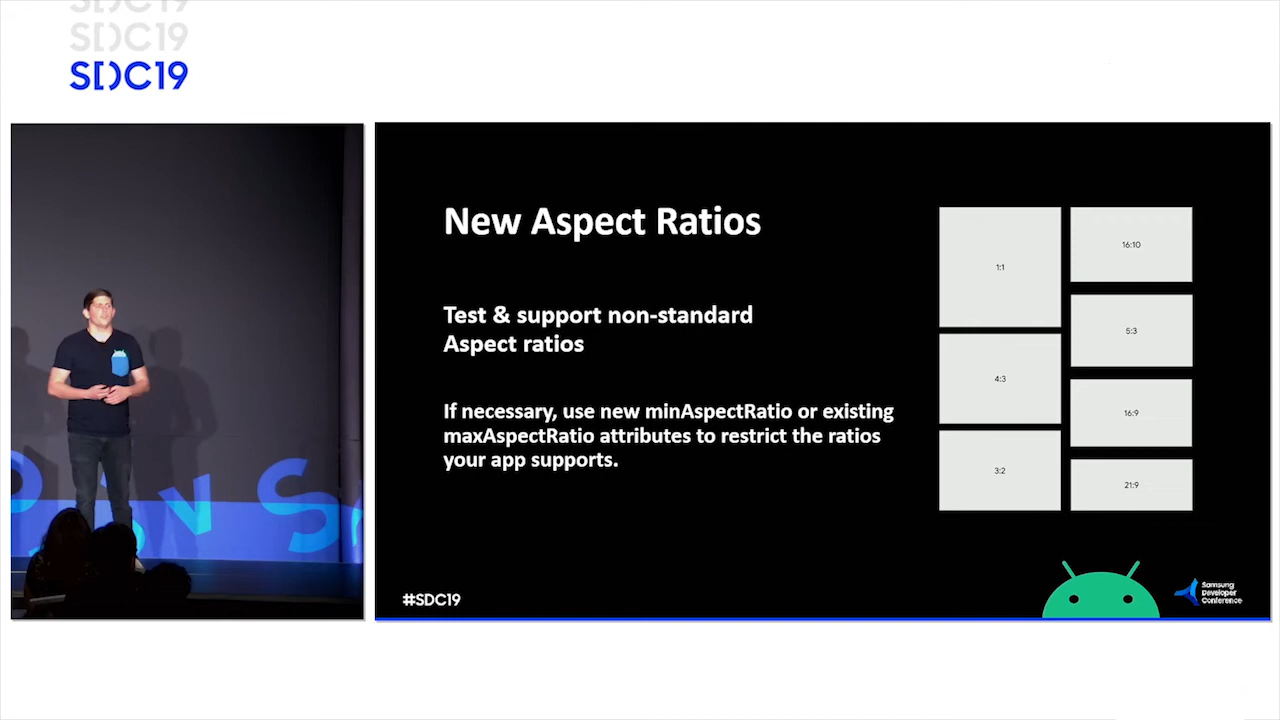 SDC19
SDC19
SDC19
New Aspect Ratios
Test & support non-standard
Aspect ratios
If necessary, use new minAspectRatio or existing
maxAspectRatio attributes to restrict the ratios
your app supports.
1:1
4:3
3:2
16:10
5:3
16:9
21:9
#SDC19
Samsung
Developer
Conference